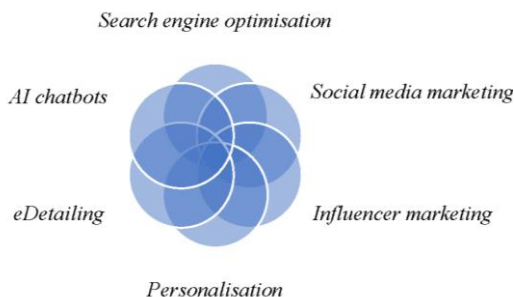 Search engine optimisation
AI chatbots
Social media marketing
eDetailing
Influencer marketing
Personalisation